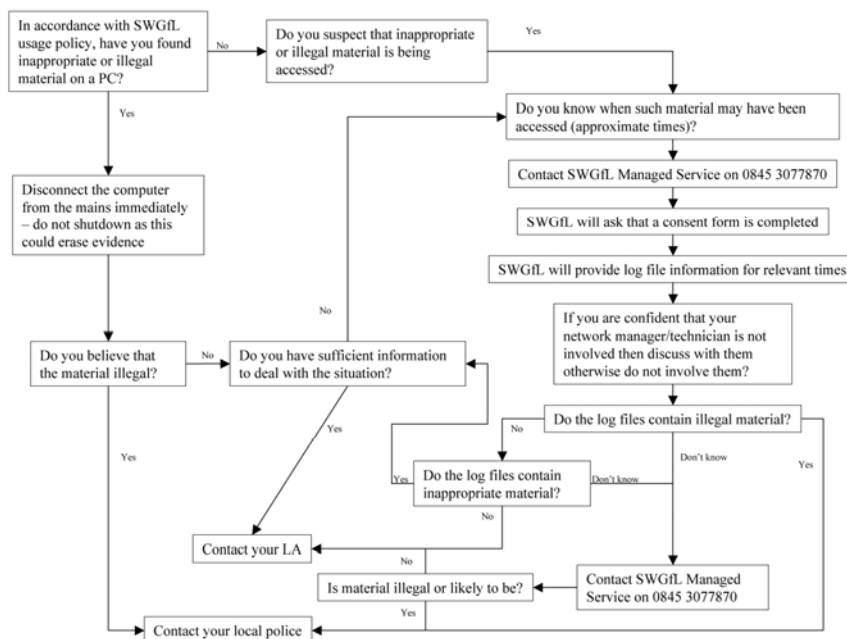 In accordance with SWGfL
usage policy, have you found
inappropriate or illegal
material on a PC?
No
Do you suspect that inappropriate
or illegal material is being
accessed?
Yes
Yes
Do you know when such material may have been
accessed (approximate times)?
Contact SWGfL Managed Service on 0845 3077870
Disconnect the computer
from the mains immediately
– do not shutdown as this
could erase evidence
SWGfL will ask that a consent form is completed
SWGfL will provide log file information for relevant times
No
If you are confident that your
network manager/technician is not
involved then discuss with them
otherwise do not involve them?
Do you believe that
the material illegal?
No
Do you have sufficient information
to deal with the situation?
Do the log files contain illegal material?
Yes
No
Don't know
Yes
Yes
Yes
Do the log files contain
inappropriate material?
Don't know
No
Contact your LA
No
Is material illegal or likely to be?
Contact SWGfL Managed
Service on 0845 3077870
Yes
Contact your local police